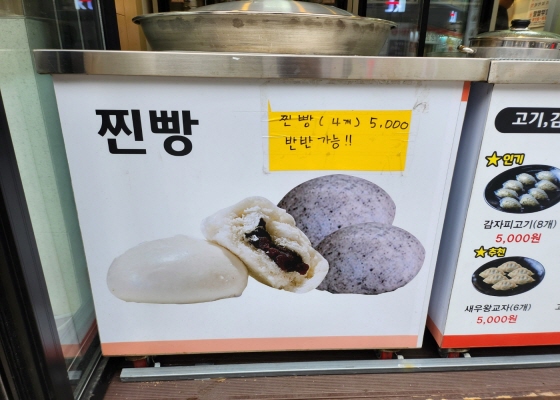 찐빵
찐빵 (4개) 5,000
반반 가능!!
고기,김
★인기
감자피고기(8개)
5,000원
★추천
새우왕교자(6개)
5,000원